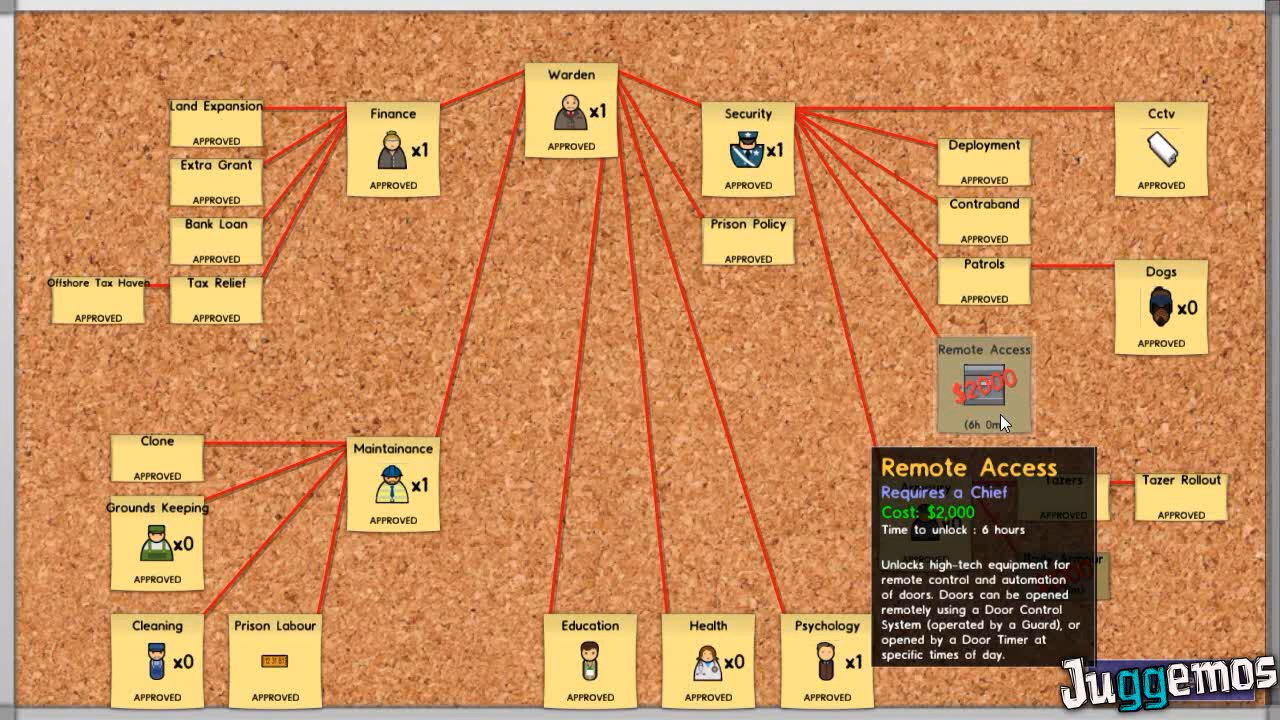 Warden
x1
APPROVED
Land Expansion
APPROVED
Finance
x1
APPROVED
Security
x1
APPROVED
Cctv
APPROVED
Extra Grant
APPROVED
Deployment
APPROVED
Bank Loan
APPROVED
Contraband
APPROVED
Prison Policy
APPROVED
Offshore Tax Haven
APPROVED
Tax Relief
APPROVED
Patrols
APPROVED
Dogs
x0
APPROVED
Remote Access
$2000
(6h 0m
Clone
APPROVED
Maintainance
x1
APPROVED
Grounds Keeping
x0
APPROVED
Remote Access
Requires a Chief
Cost: $2,000
Time to unlock : 6 hours
Unlocks high-tech equipment for
remote control and automation
of doors. Doors can be opened
remotely using a Door Control
System (operated by a Guard), or
opened by a Door Timer at
specific times of day.
Tazers
APPROVED
Tazer Rollout
APPROVED
Body Armour
Cleaning
x0
APPROVED
Prison Labour
APPROVED
Education
APPROVED
Health
x0
APPROVED
Psychology
x1
APPROVED
Juggemos